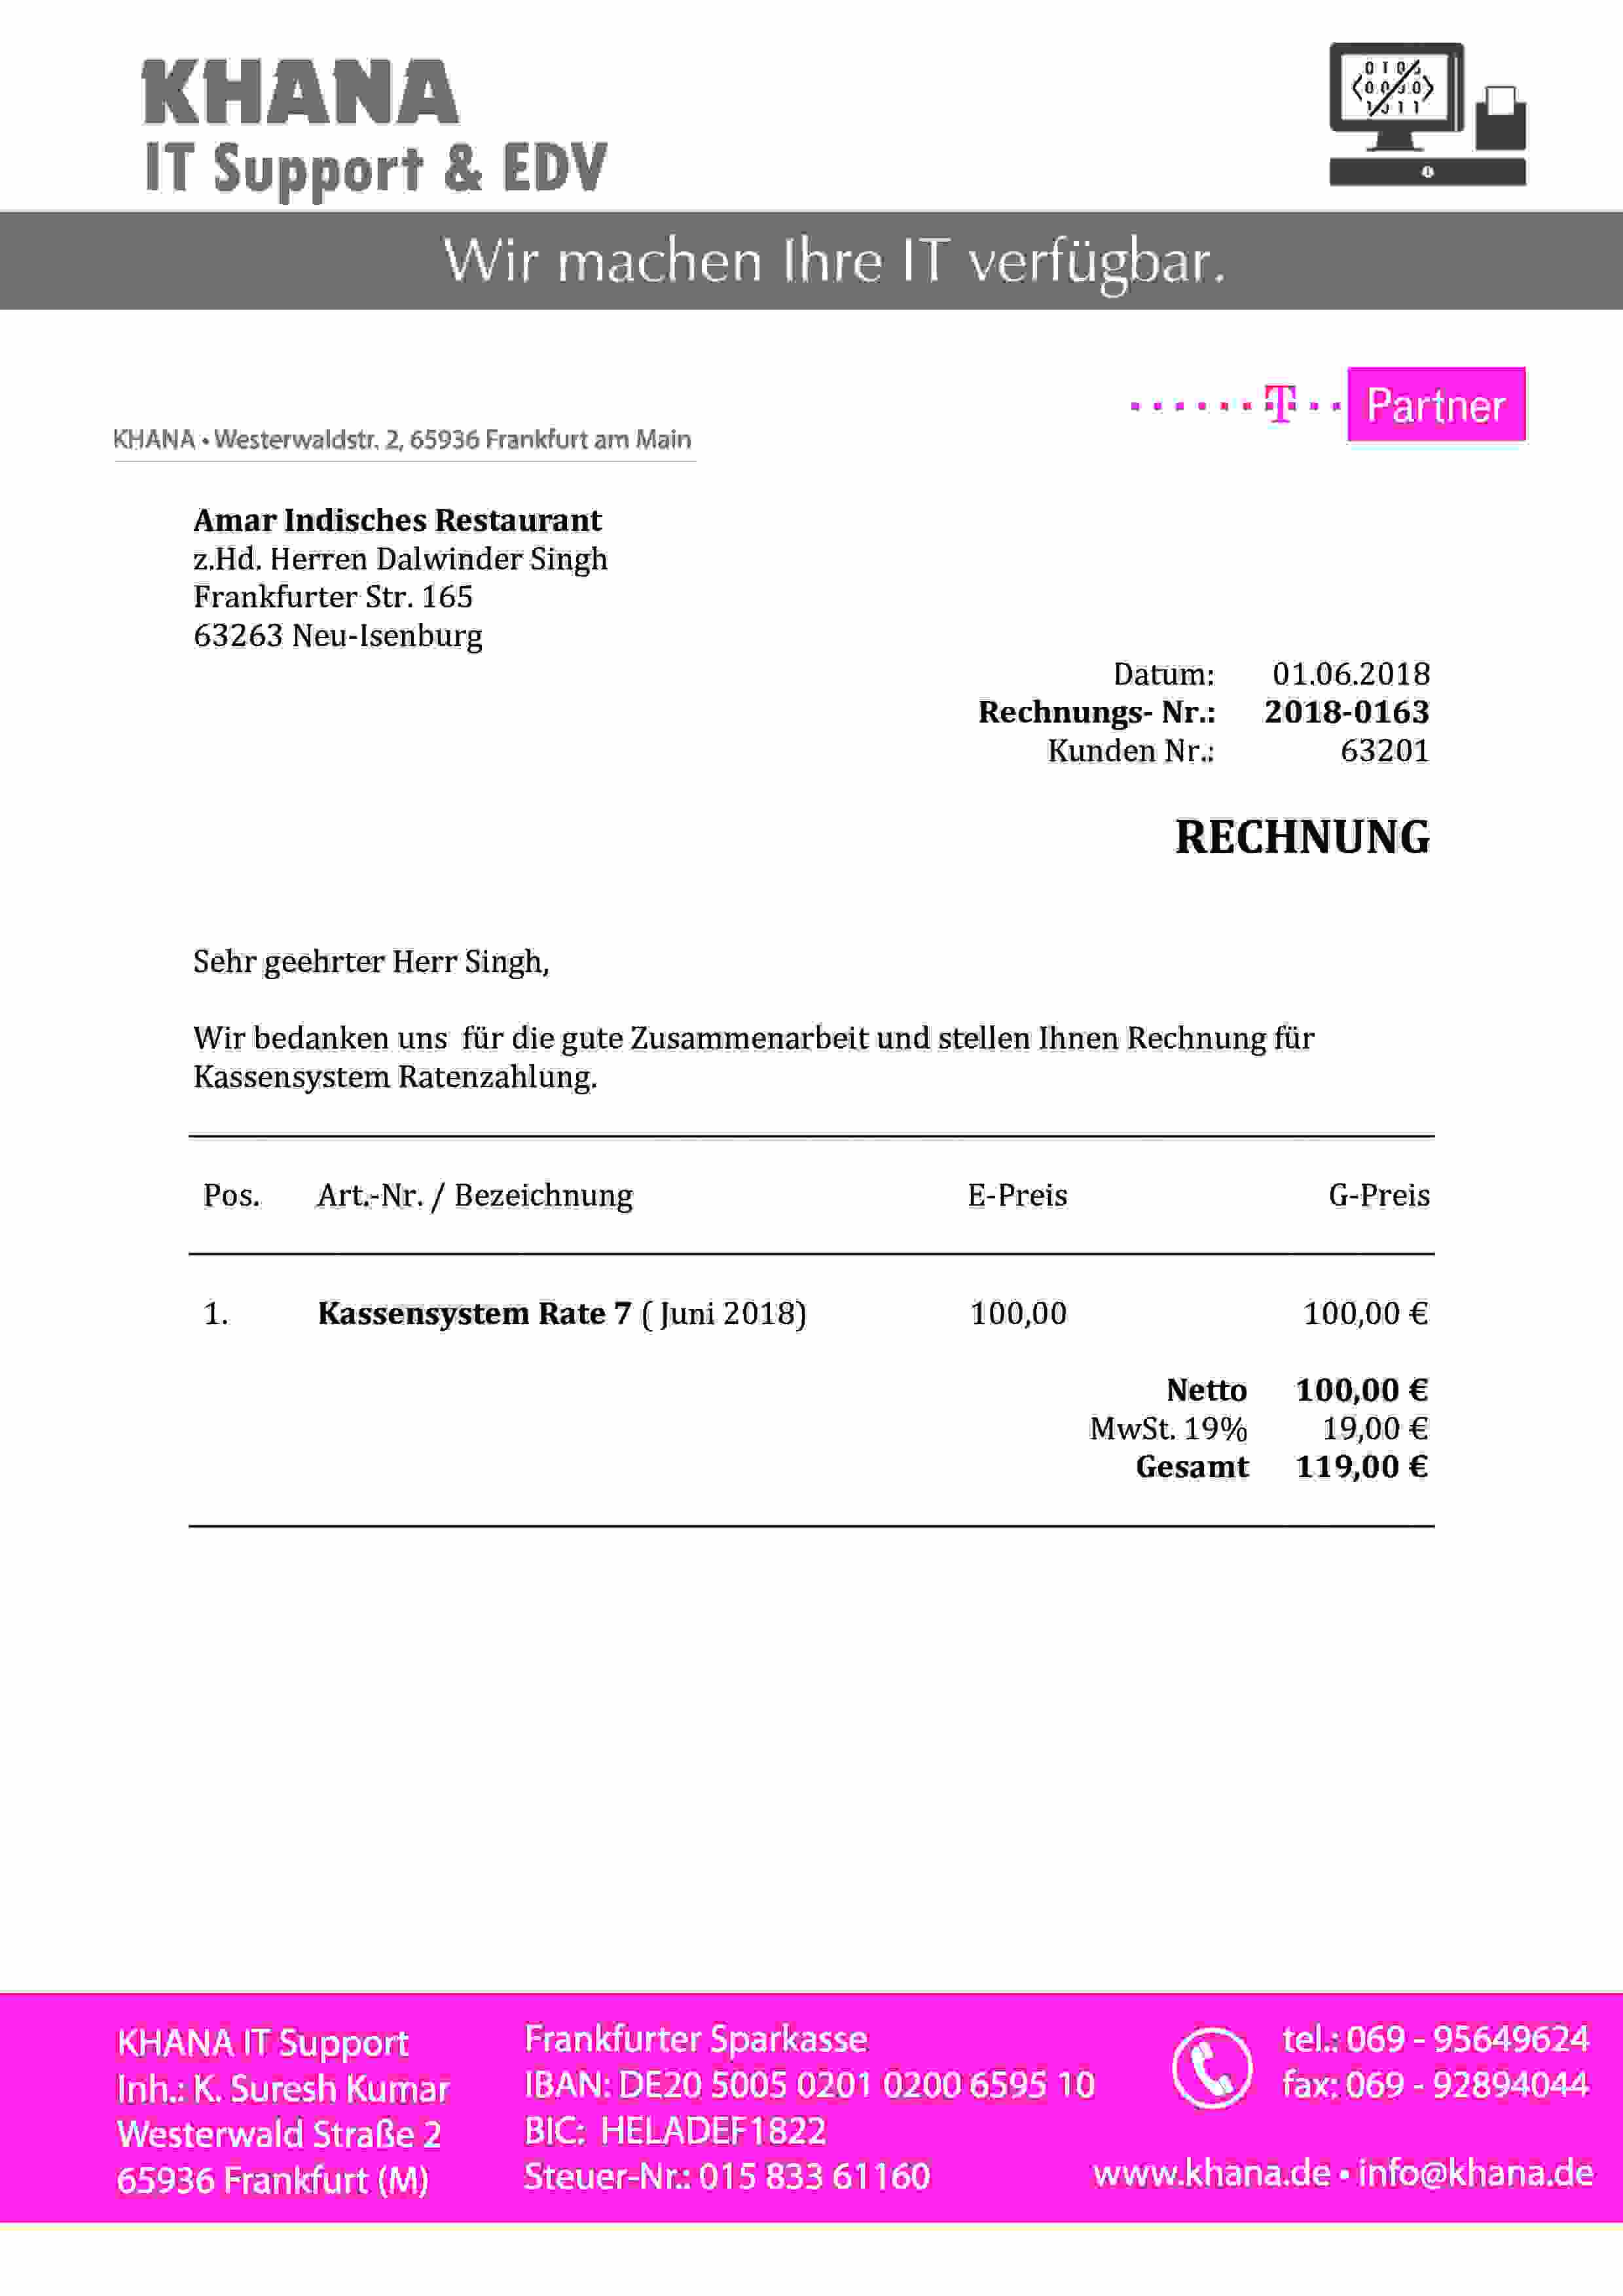 KHANA
IT Support & EDV
Wir machen Ihre IT verfügbar.
T Partner
KHANA • Westerwaldstr. 2, 65936 Frankfurt am Main
Amar Indisches Restaurant
z.Hd. Herren Dalwinder Singh
Frankfurter Str. 165
63263 Neu-Isenburg
Datum: 01.06.2018
Rechnungs- Nr.: 2018-0163
Kunden Nr.: 63201
RECHNUNG
Sehr geehrter Herr Singh,
Wir bedanken uns für die gute Zusammenarbeit und stellen Ihnen Rechnung für
Kassensystem Ratenzahlung.
Pos. Art.-Nr. / Bezeichnung E-Preis G-Preis
1. Kassensystem Rate 7 ( Juni 2018) 100,00 100,00 €
Netto 100,00 €
MwSt. 19% 19,00 €
Gesamt 119,00 €
KHANA IT Support
Inh.: K. Suresh Kumar
Westerwald Straße 2
65936 Frankfurt (M)
Frankfurter Sparkasse
IBAN: DE20 5005 0201 0200 6595 10
BIC: HELADEF1822
Steuer-Nr.: 015 833 61160
tel.: 069 - 95649624
fax: 069 - 92894044
www.khana.de • info@khana.de